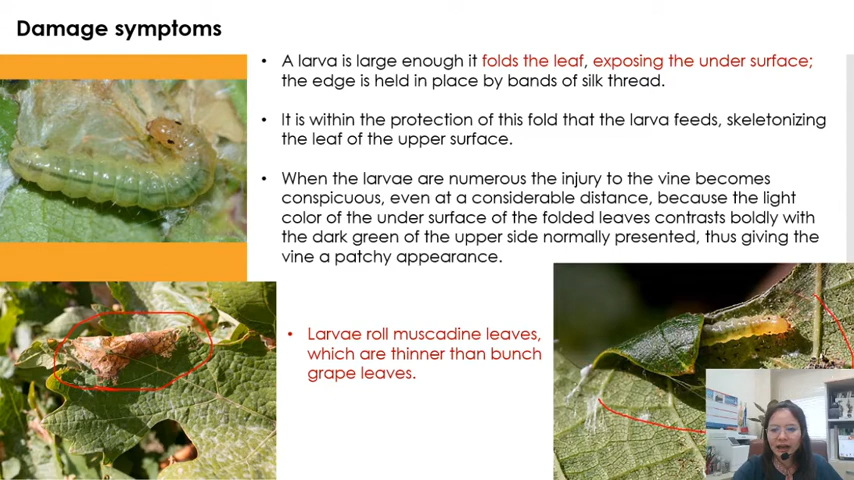 Damage symptoms
• A larva is large enough it folds the leaf, exposing the under surface;
the edge is held in place by bands of silk thread.
• It is within the protection of this fold that the larva feeds, skeletonizing
the leaf of the upper surface.
• When the larvae are numerous the injury to the vine becomes
conspicuous, even at a considerable distance, because the light
color of the under surface of the folded leaves contrasts boldly with
the dark green of the upper side normally presented, thus giving the
vine a patchy appearance.
• Larvae roll muscadine leaves,
which are thinner than bunch
grape leaves.